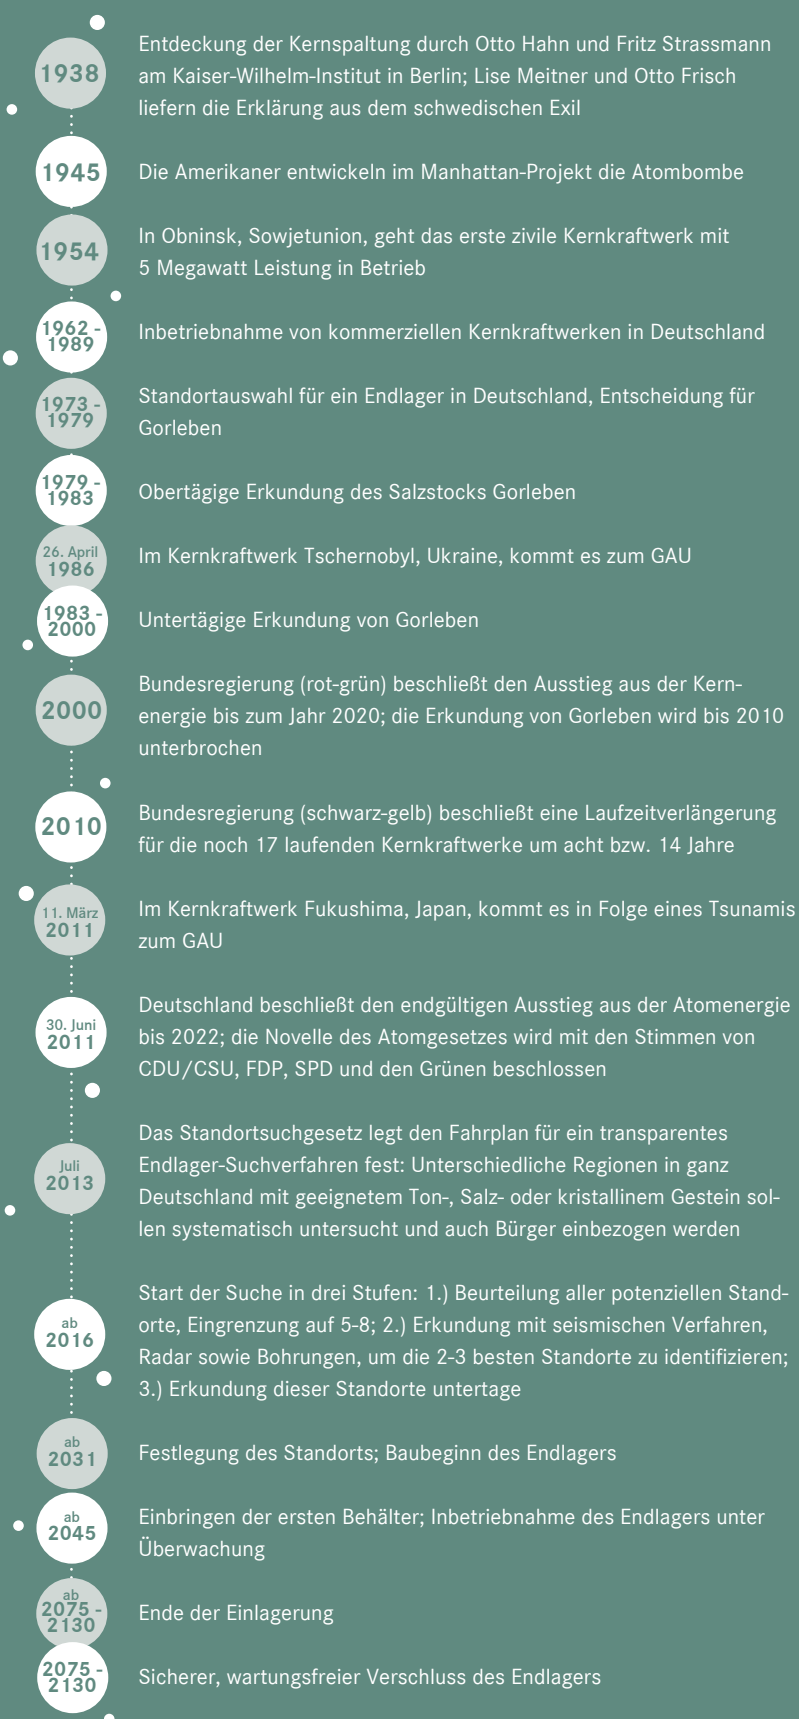 1938
Entdeckung der Kernspaltung durch Otto Hahn und Fritz Strassmann
am Kaiser-Wilhelm-Institut in Berlin; Lise Meitner und Otto Frisch
liefern die Erklärung aus dem schwedischen Exil
1945
Die Amerikaner entwickeln im Manhattan-Projekt die Atombombe
1954
In Obninsk, Sowjetunion, geht das erste zivile Kernkraftwerk mit
5 Megawatt Leistung in Betrieb
1962 -
1989
Inbetriebnahme von kommerziellen Kernkraftwerken in Deutschland
1973 -
1979
Standortauswahl für ein Endlager in Deutschland, Entscheidung für
Gorleben
1979 -
1983
Obertägige Erkundung des Salzstocks Gorleben
26. April
1986
Im Kernkraftwerk Tschernobyl, Ukraine, kommt es zum GAU
1983 -
2000
Untertägige Erkundung von Gorleben
2000
Bundesregierung (rot-grün) beschließt den Ausstieg aus der Kern-
energie bis zum Jahr 2020; die Erkundung von Gorleben wird bis 2010
unterbrochen
2010
Bundesregierung (schwarz-gelb) beschließt eine Laufzeitverlängerung
für die noch 17 laufenden Kernkraftwerke um acht bzw. 14 Jahre
11. März
2011
Im Kernkraftwerk Fukushima, Japan, kommt es in Folge eines Tsunamis
zum GAU
30. Juni
2011
Deutschland beschließt den endgültigen Ausstieg aus der Atomenergie
bis 2022; die Novelle des Atomgesetzes wird mit den Stimmen von
CDU/CSU, FDP, SPD und den Grünen beschlossen
Juli
2013
Das Standortsuchgesetz legt den Fahrplan für ein transparentes
Endlager-Suchverfahren fest: Unterschiedliche Regionen in ganz
Deutschland mit geeignetem Ton-, Salz- oder kristallinem Gestein sol-
len systematisch untersucht und auch Bürger einbezogen werden
ab
2016
Start der Suche in drei Stufen: 1.) Beurteilung aller potenziellen Stand-
orte, Eingrenzung auf 5-8; 2.) Erkundung mit seismischen Verfahren,
Radar sowie Bohrungen, um die 2-3 besten Standorte zu identifizieren;
3.) Erkundung dieser Standorte untertage
ab
2031
Festlegung des Standorts; Baubeginn des Endlagers
ab
2045
Einbringen der ersten Behälter; Inbetriebnahme des Endlagers unter
Überwachung
ab
2075 -
2130
Ende der Einlagerung
2075 -
2130
Sicherer, wartungsfreier Verschluss des Endlagers